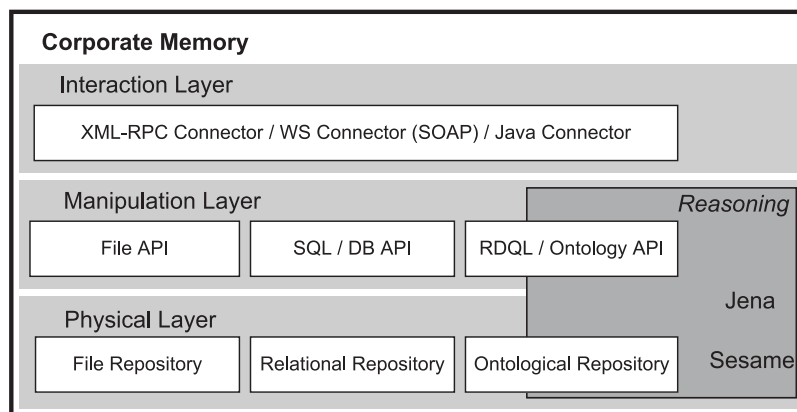 Corporate Memory
Interaction Layer
XML-RPC Connector / WS Connector (SOAP) / Java Connector
Manipulation Layer
Reasoning
File API
SQL / DB API
RDQL / Ontology API
Jena
Physical Layer
File Repository
Relational Repository
Ontological Repository
Sesame